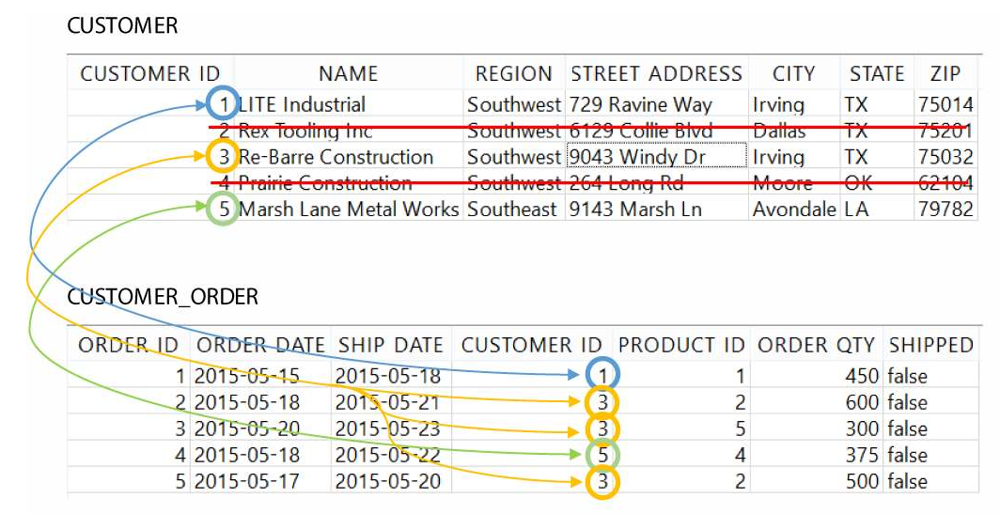 CUSTOMER
CUSTOMER ID NAME REGION STREET ADDRESS CITY STATE ZIP
1 LITE Industrial Southwest 729 Ravine Way Irving TX 75014
2 Rex Tooling Inc Southwest 6129 Collie Blvd Dallas TX 75201
3 Re-Barre Construction Southwest 9043 Windy Dr Irving TX 75032
4 Prairie Construction Southwest 264 Long Rd Moore OK 62104
5 Marsh Lane Metal Works Southeast 9143 Marsh Ln Avondale LA 79782
CUSTOMER_ORDER
ORDER ID ORDER DATE SHIP DATE CUSTOMER ID PRODUCT ID ORDER QTY SHIPPED
1 2015-05-15 2015-05-18 1 1 450 false
2 2015-05-18 2015-05-21 3 2 600 false
3 2015-05-20 2015-05-23 3 5 300 false
4 2015-05-18 2015-05-22 5 4 375 false
5 2015-05-17 2015-05-20 3 2 500 false